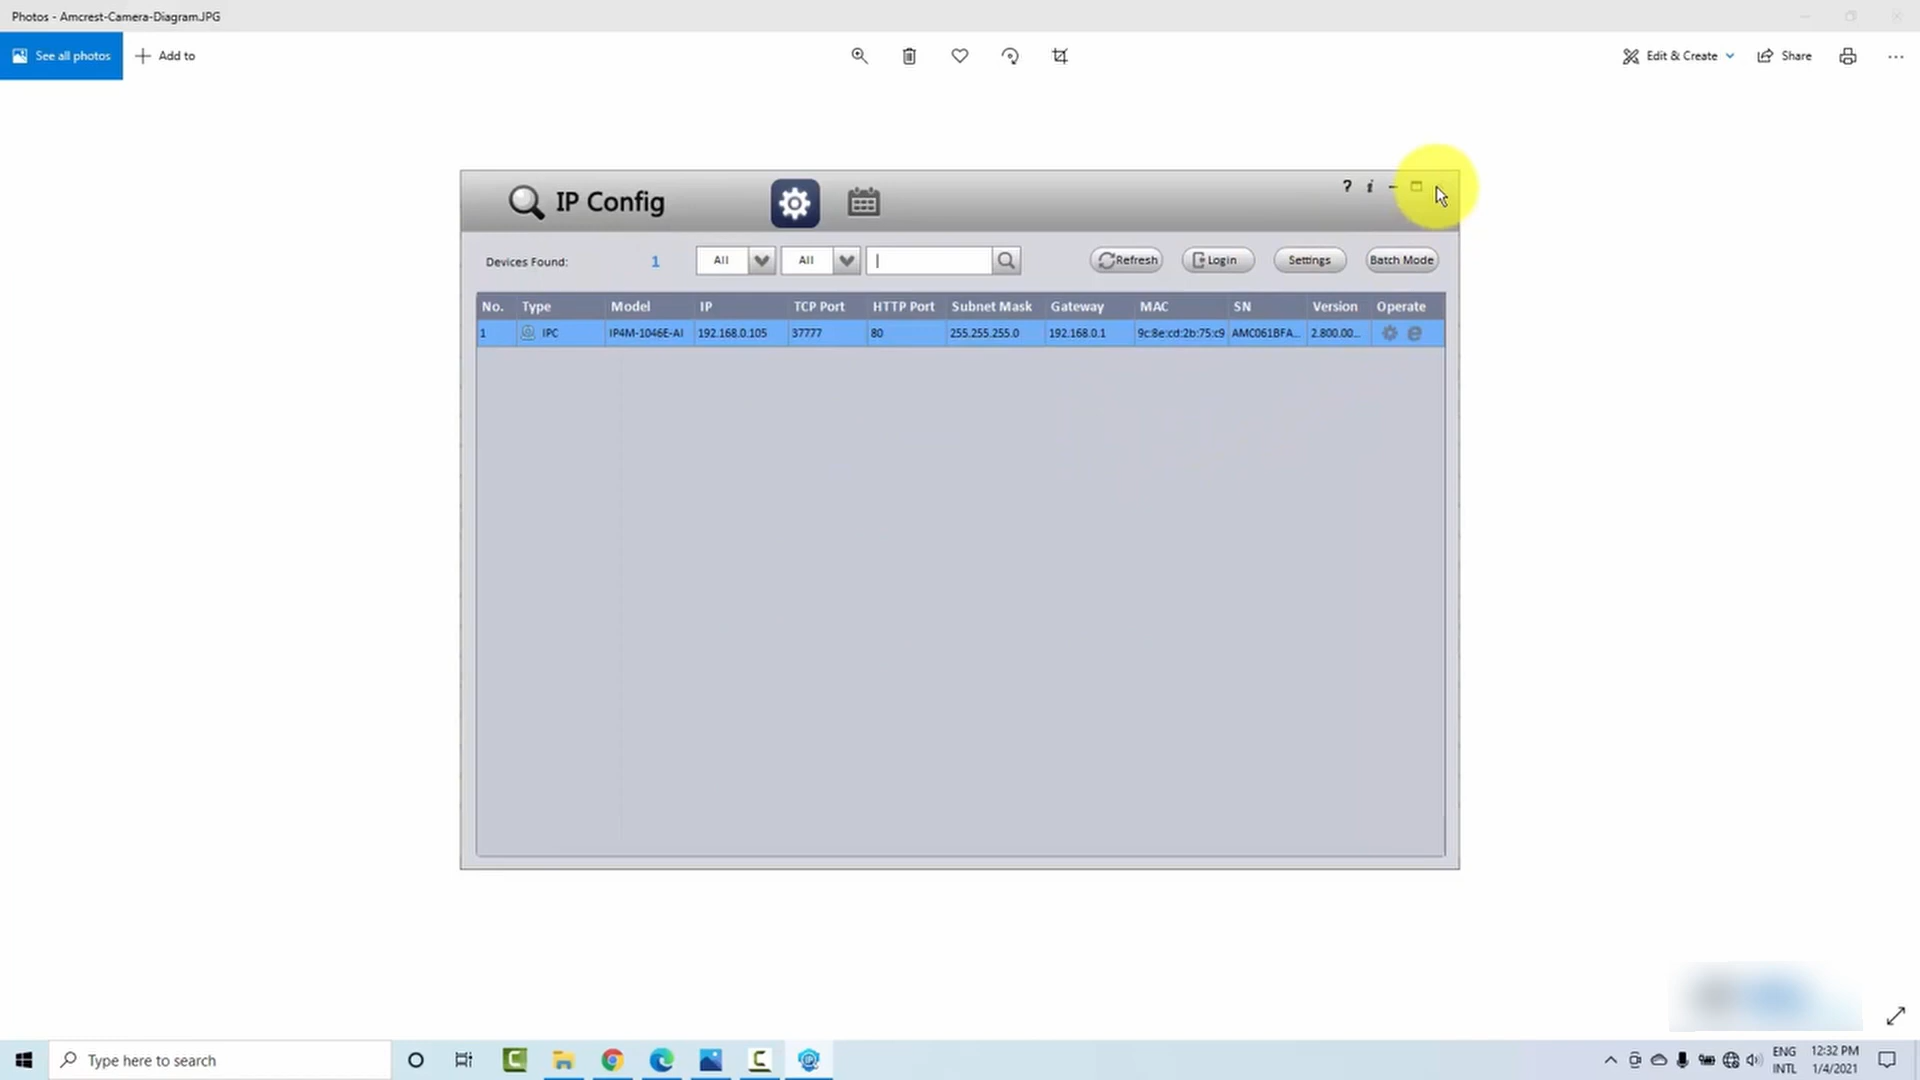 Photos - Amcrest-Camera-Diagram.JPG
See all photos
Add to
Edit & Create
Share
IP Config
? i
Devices Found: 1 All All Refresh Login Settings Batch Mode
No. Type Model IP TCP Port HTTP Port Subnet Mask Gateway MAC SN Version Operate
1 IPC IP4M-1046E-AI 192.168.0.105 37777 80 255.255.255.0 192.168.0.1 9c:8e:cd:2b:75:c9 AMC061BFA... 2.800.00...
Type here to search
ENG
INTL
12:32 PM
1/4/2021